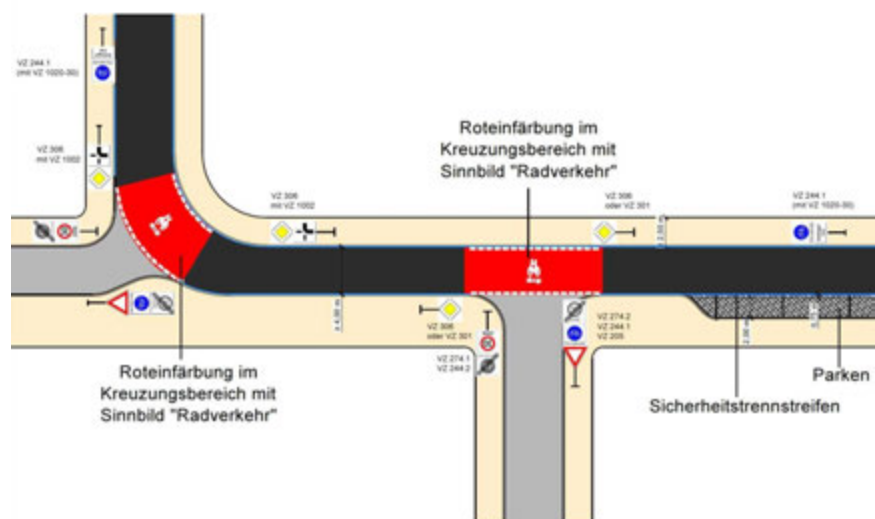 VZ 244.1
(mit VZ 1020-30)
VZ 306
mit VZ 1002
VZ 306
mit VZ 1002
Roteinfärbung im
Kreuzungsbereich mit
Sinnbild "Radverkehr"
VZ 306
oder VZ 301
VZ 244.1
(mit VZ 1020-30)
VZ 306
oder VZ 301
VZ 274.1
VZ 244.2
VZ 274.2
VZ 244.1
VZ 205
Roteinfärbung im
Kreuzungsbereich mit
Sinnbild "Radverkehr"
Parken
Sicherheitstrennstreifen